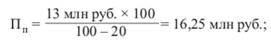 Пп = 13 млн руб. × 100 / 100 – 20 = 16,25 млн руб.;